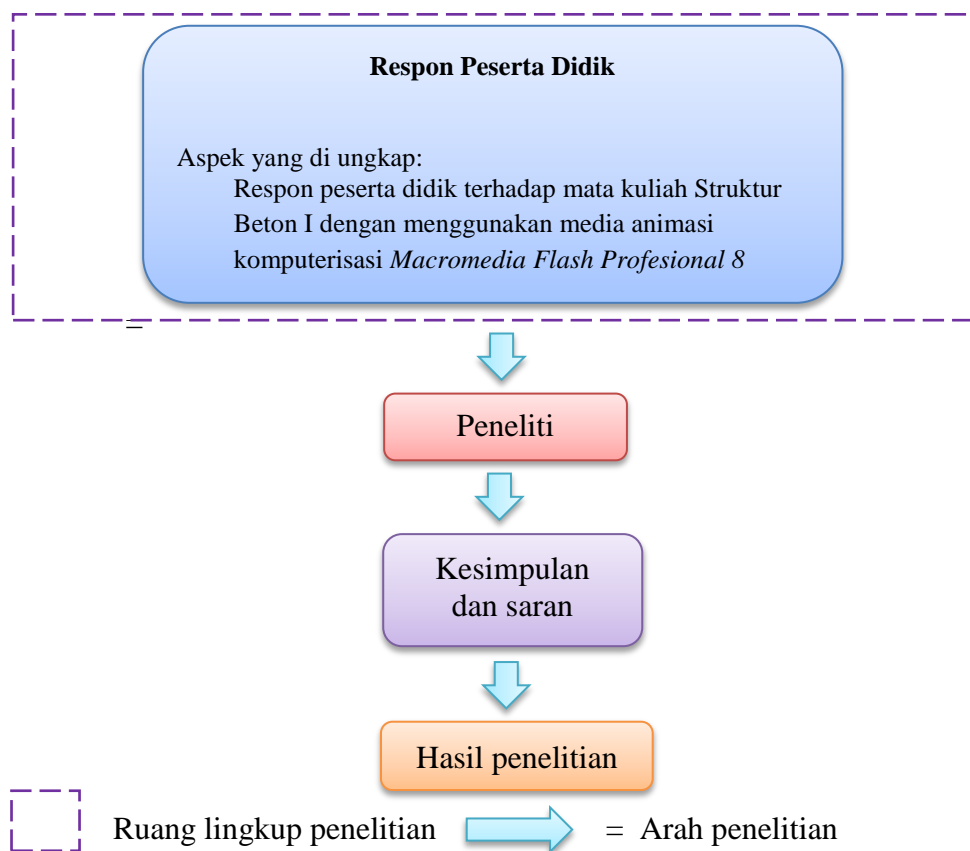 Respon Peserta Didik
Aspek yang di ungkap:
Respon peserta didik terhadap mata kuliah Struktur
Beton I dengan menggunakan media animasi
komputerisasi Macromedia Flash Profesional 8
=
Peneliti
Kesimpulan
dan saran
Hasil penelitian
Ruang lingkup penelitian = Arah penelitian